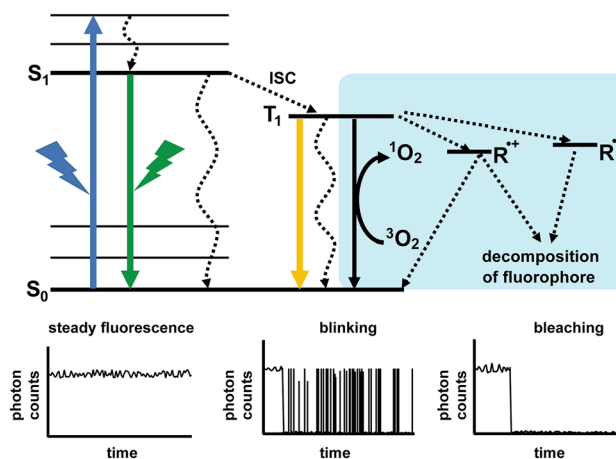 S₁
ISC
T₁
¹O₂
R•+
R•
³O₂
decomposition
of fluorophore
S₀
steady fluorescence
blinking
bleaching
photon
counts
time
photon
counts
time
photon
counts
time